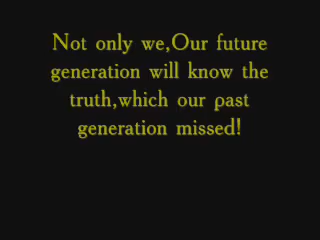 Not only we,Our future
generation will know the
truth,which our past
generation missed!